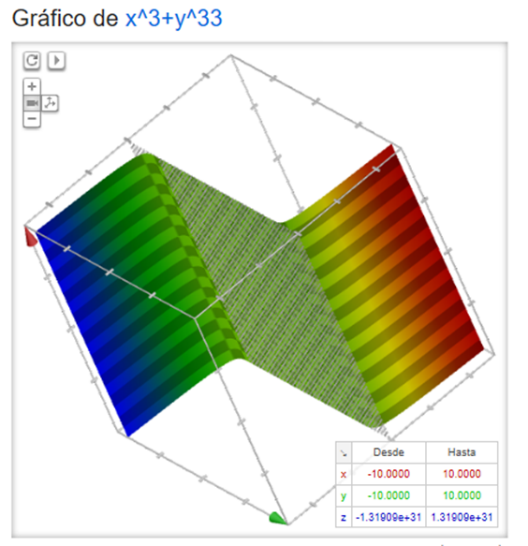 Gráfico de x^3+y^33
Desde Hasta
x -10.0000 10.0000
y -10.0000 10.0000
z -1.31909e+31 1.31909e+31